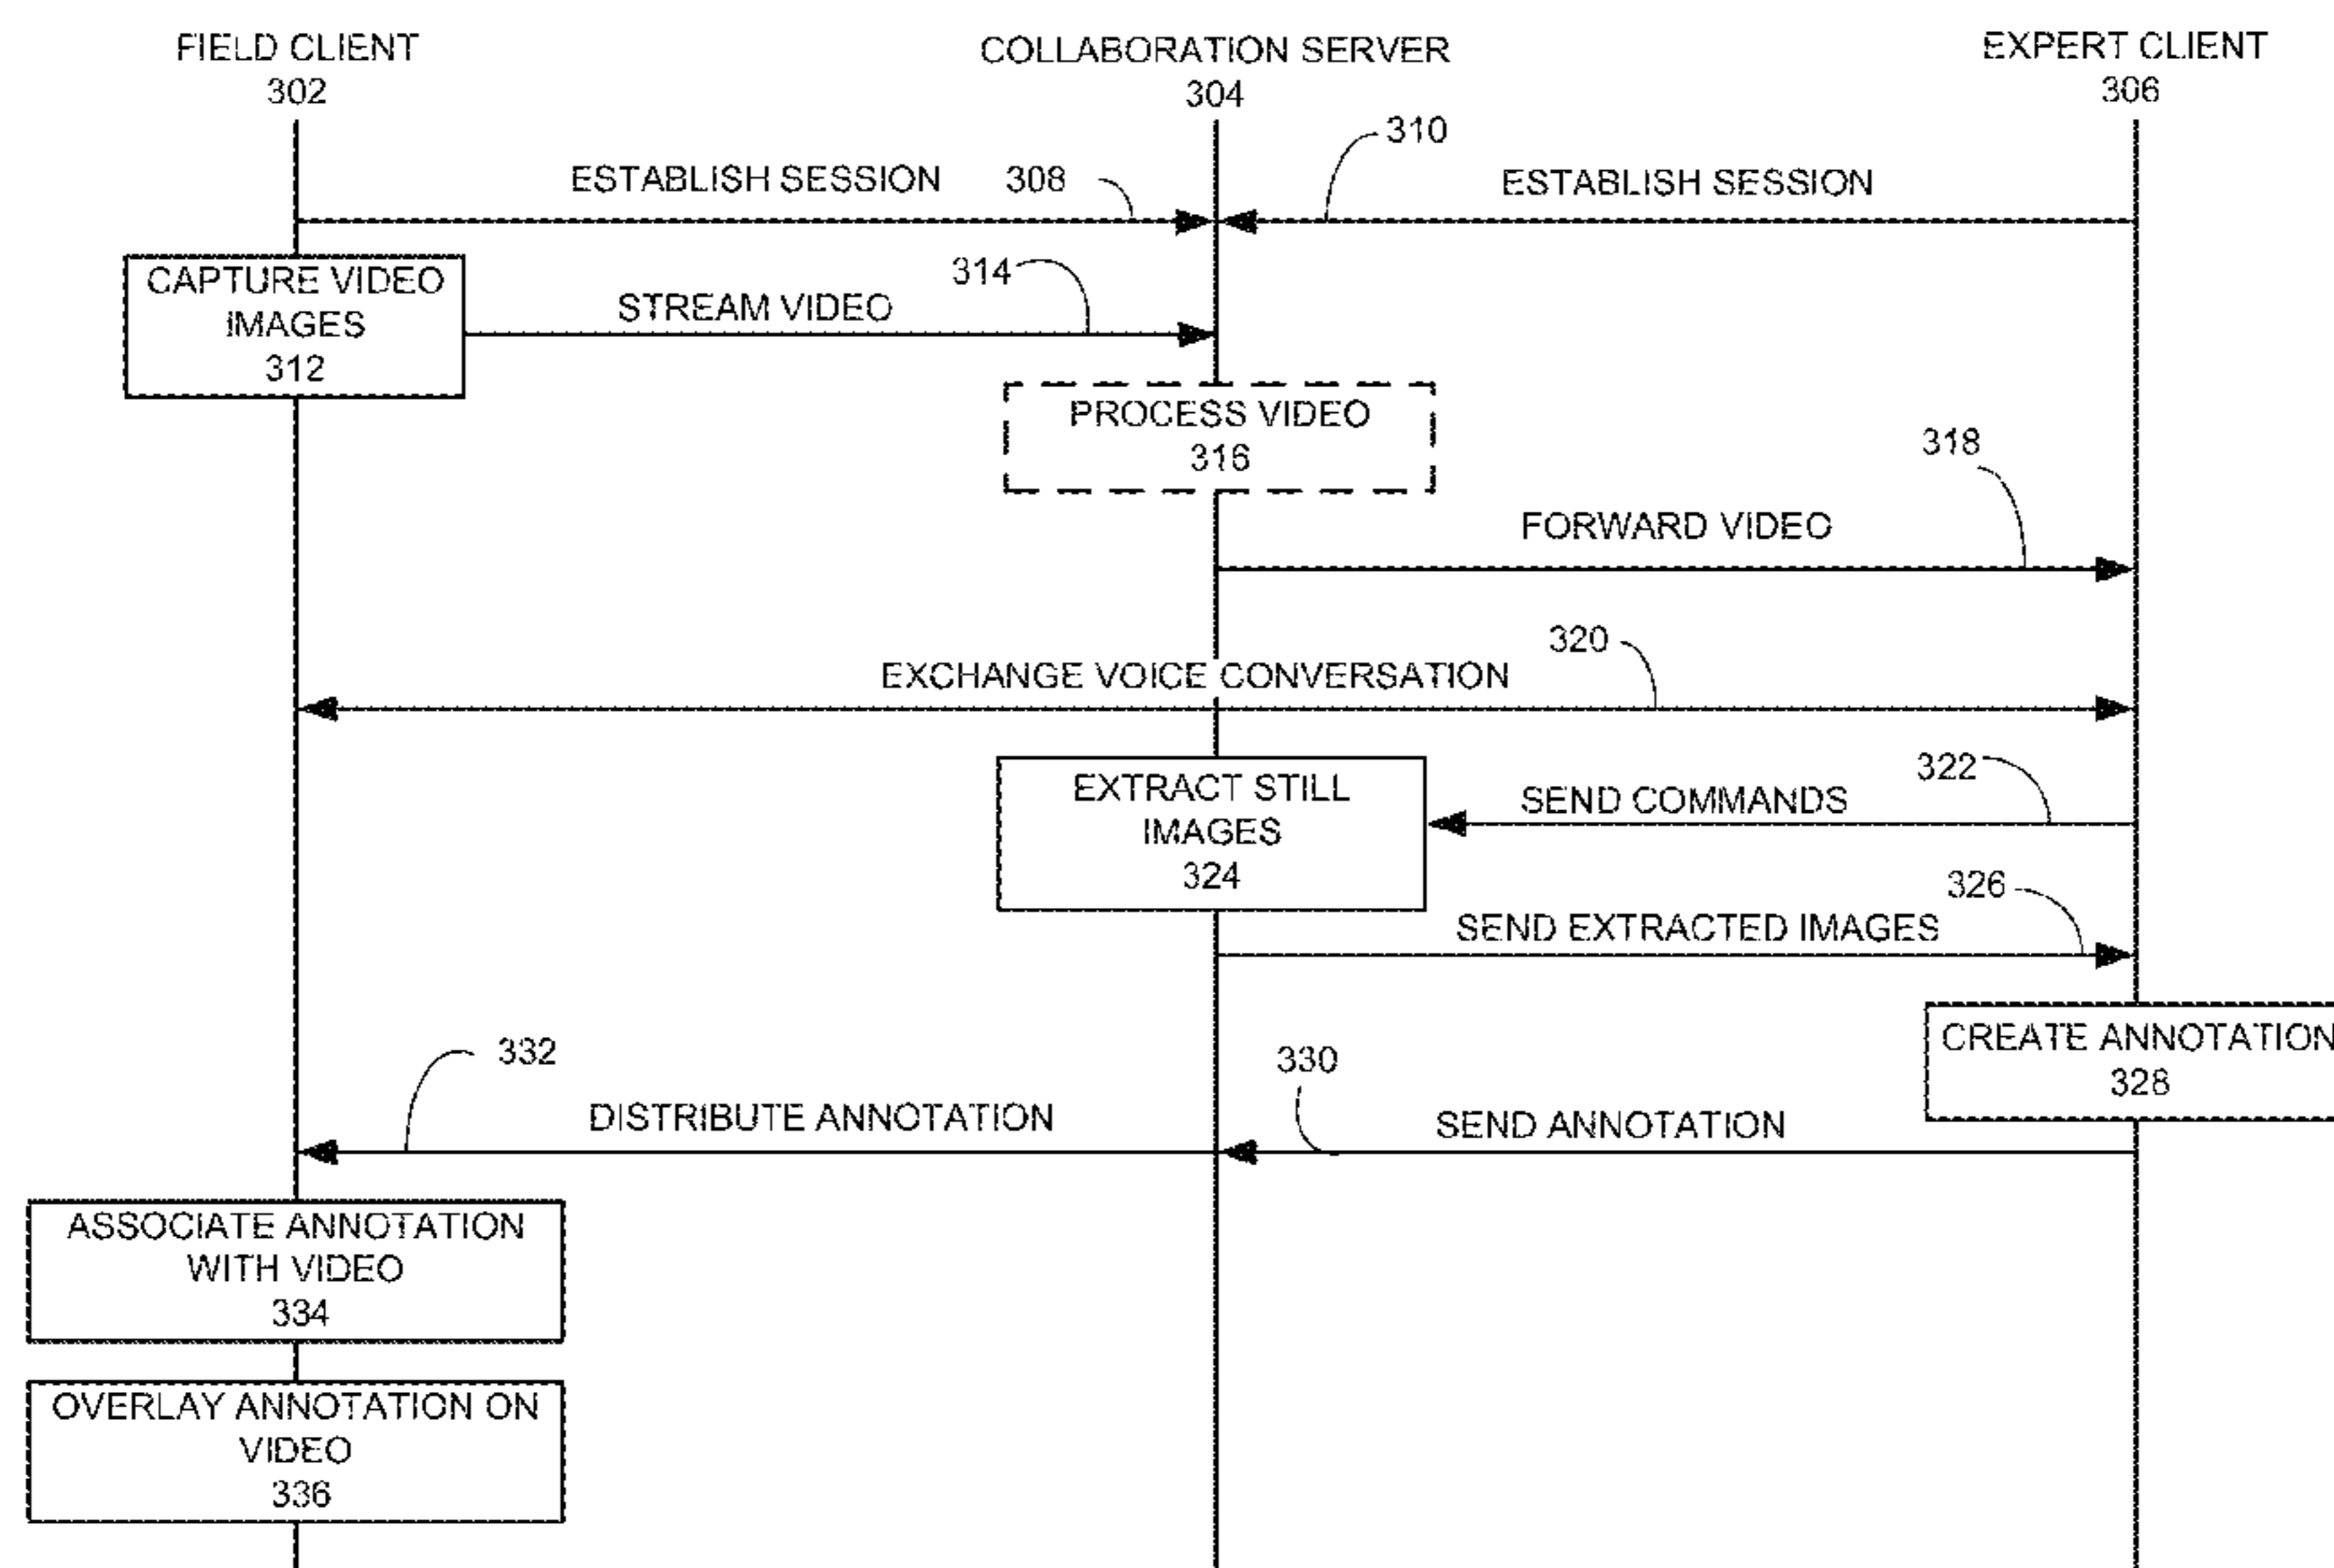 FIELD CLIENT
302
COLLABORATION SERVER
304
EXPERT CLIENT
306
ESTABLISH SESSION 308
310
ESTABLISH SESSION
CAPTURE VIDEO
IMAGES
312
314
STREAM VIDEO
PROCESS VIDEO
316
318
FORWARD VIDEO
320
EXCHANGE VOICE CONVERSATION
EXTRACT STILL
IMAGES
324
322
SEND COMMANDS
326
SEND EXTRACTED IMAGES
CREATE ANNOTATION
328
332
DISTRIBUTE ANNOTATION
330
SEND ANNOTATION
ASSOCIATE ANNOTATION
WITH VIDEO
334
OVERLAY ANNOTATION ON
VIDEO
336